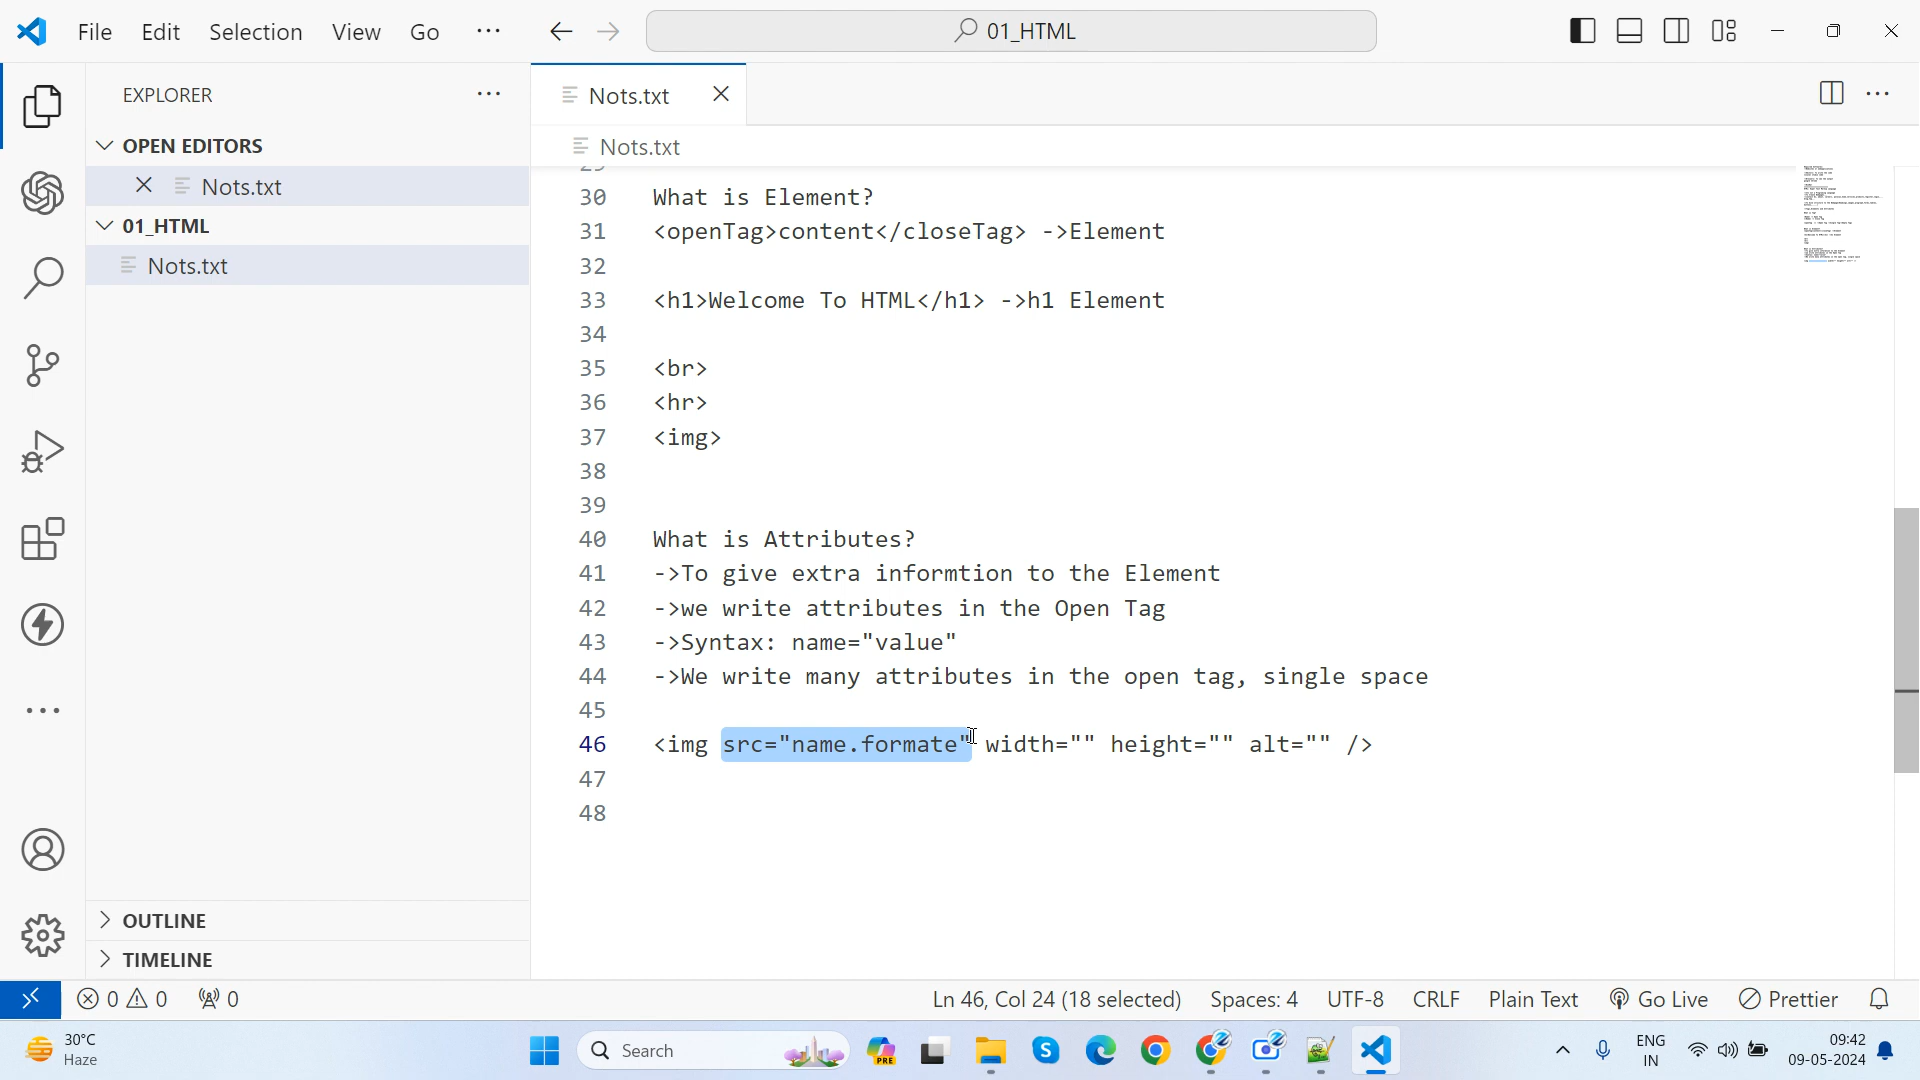 File Edit Selection View Go ··· 01_HTML
EXPLORER ···
OPEN EDITORS
Nots.txt
01_HTML
Nots.txt
OUTLINE
TIMELINE
Nots.txt
Nots.txt
30 What is Element?
31 <openTag>content</closeTag> ->Element
32
33 <h1>Welcome To HTML</h1> ->h1 Element
34
35 <br>
36 <hr>
37 <img>
38
39
40 What is Attributes?
41 ->To give extra informtion to the Element
42 ->we write attributes in the Open Tag
43 ->Syntax: name="value"
44 ->We write many attributes in the open tag, single space
45
46 <img src="name.formate" width="" height="" alt="" />
47
48
0 0 0 Ln 46, Col 24 (18 selected) Spaces: 4 UTF-8 CRLF Plain Text Go Live Prettier
30°C
Haze
Search
PRE
ENG
IN
09:42
09-05-2024